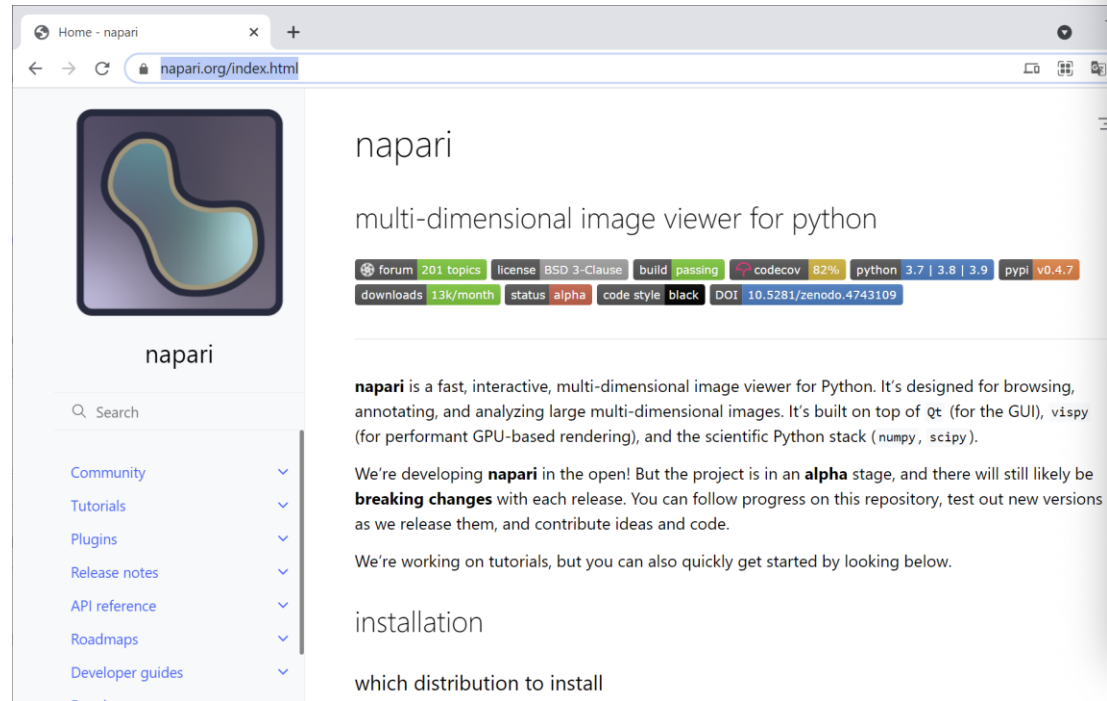 Home - napari
napari.org/index.html
napari
Search
Community
Tutorials
Plugins
Release notes
API reference
Roadmaps
Developer guides
napari
multi-dimensional image viewer for python
forum 201 topics license BSD 3-Clause build passing codecov 82% python 3.7 | 3.8 | 3.9 pypi v0.4.7
downloads 13k/month status alpha code style black DOI 10.5281/zenodo.4743109
napari is a fast, interactive, multi-dimensional image viewer for Python. It's designed for browsing,
annotating, and analyzing large multi-dimensional images. It's built on top of Qt (for the GUI), vispy
(for performant GPU-based rendering), and the scientific Python stack (numpy, scipy).
We're developing napari in the open! But the project is in an alpha stage, and there will still likely be
breaking changes with each release. You can follow progress on this repository, test out new versions
as we release them, and contribute ideas and code.
We're working on tutorials, but you can also quickly get started by looking below.
installation
which distribution to install